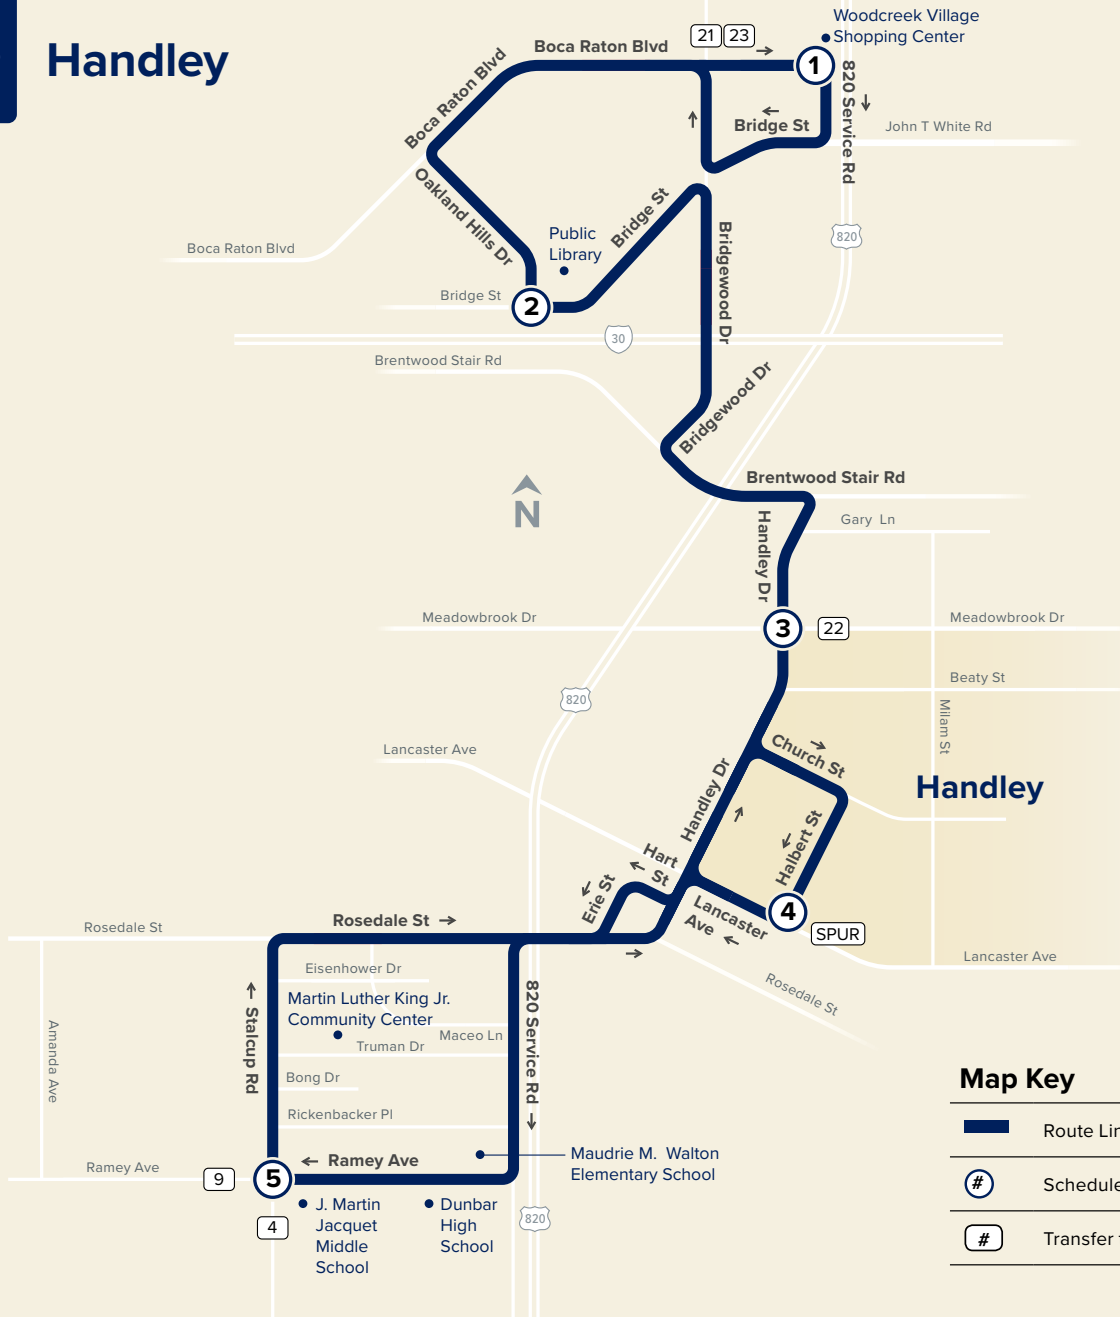 Handley
Woodcreek Village
Shopping Center
21
23
Boca Raton Blvd
1
Boca Raton Blvd
820 Service Rd
Bridge St
John T White Rd
Oakland Hills Dr
Bridge St
Public
Library
Bridgewood Dr
820
Boca Raton Blvd
Bridge St
2
30
Brentwood Stair Rd
Bridgewood Dr
Brentwood Stair Rd
N
Handley Dr
Gary Ln
Meadowbrook Dr
3
22
Meadowbrook Dr
Beaty St
820
Milam St
Lancaster Ave
Church St
Handley Dr
Handley
Halbert St
Hart
St
Erie St
Lancaster
Ave
4
SPUR
Rosedale St
Rosedale St
Lancaster Ave
Eisenhower Dr
Rosedale St
820 Service Rd
Martin Luther King Jr.
Community Center
Maceo Ln
Truman Dr
Amanda Ave
Stalcup Rd
Bong Dr
Rickenbacker Pl
Ramey Ave
Ramey Ave
Maudrie M. Walton
Elementary School
9
5
4
J. Martin
Jacquet
Middle
School
Dunbar
High
School
820
Map Key
Route Lin
#
Schedule
#
Transfer